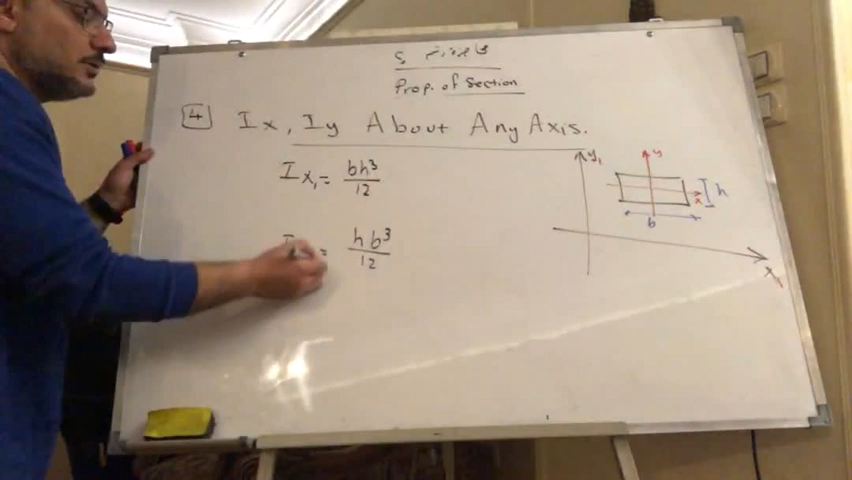 Prop. of Section
4 Ix, Iy About Any Axis.
Ix₁ = bh³/12
I = hb³/12
y₁ y
x h
b
x₁